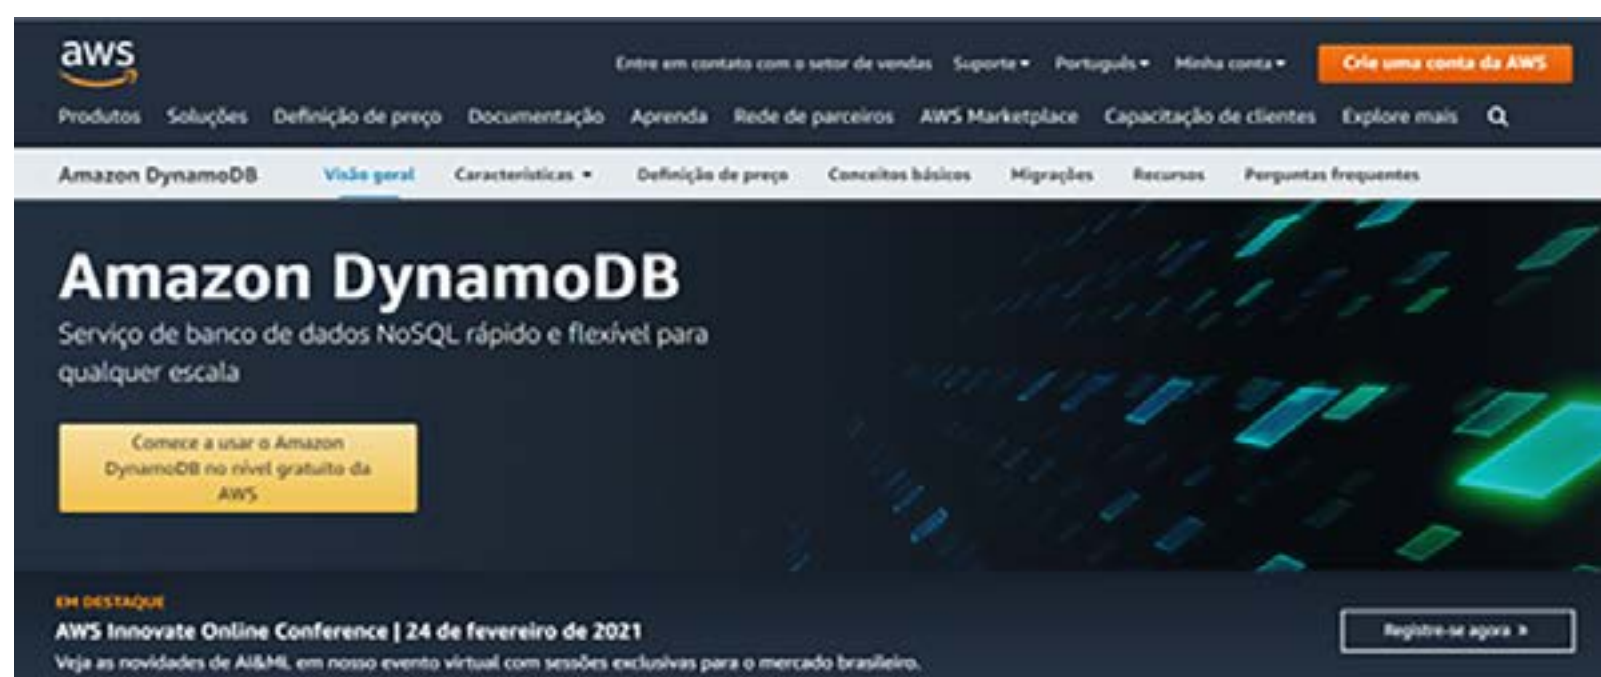 aws
Entre em contato com o setor de vendas Suporte Português Minha conta Crie uma conta da AWS
Produtos Soluções Definição de preço Documentação Aprenda Rede de parceiros AWS Marketplace Capacitação de clientes Explore mais
Amazon DynamoDB Visão geral Características Definição de preço Conceitos básicos Migrações Recursos Perguntas frequentes
Amazon DynamoDB
Serviço de banco de dados NoSQL rápido e flexível para
qualquer escala
Comece a usar o Amazon
DynamoDB no nível gratuito da
AWS
EM DESTAQUE
AWS Innovate Online Conference | 24 de fevereiro de 2021
Registre-se agora »
Veja as novidades de AI&ML em nosso evento virtual com sessões exclusivas para o mercado brasileiro.